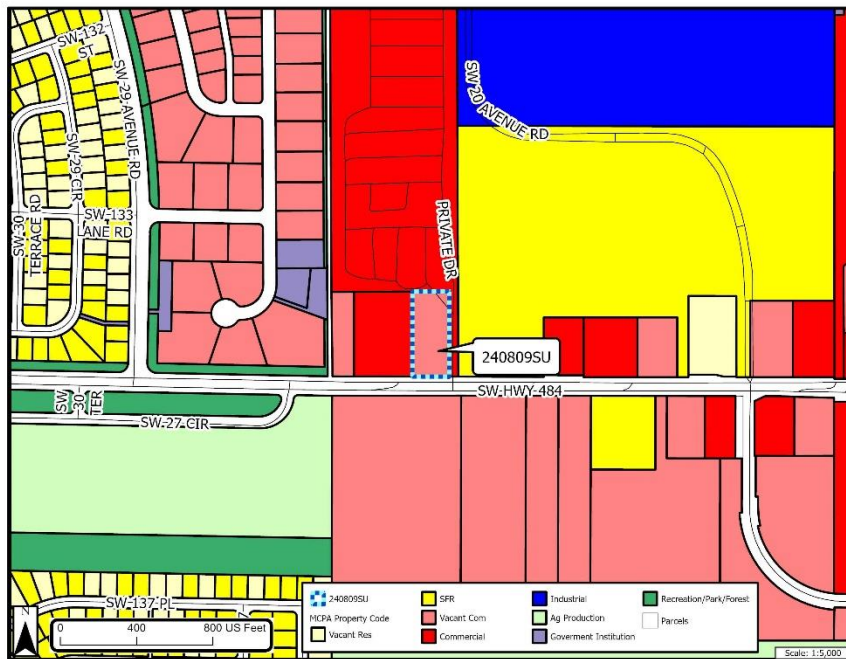 SW-132
ST
SW-29-AVENUE-RD
SW-29-CIR
SW-30
TERRACE RD
SW-133
LANE RD
SW 20 AVENUE RD
PRIVATE DR
240809SU
SW-HWY-484
SW
30
TER
SW-27 CIR
SW-137-PL
N
0 400 800 US Feet
240809SU
MCPA Property Code
Vacant Res
SFR
Vacant Com
Commercial
Industrial
Ag Production
Goverment Institution
Recreation/Park/Forest
Parcels
Scale: 1:5,000